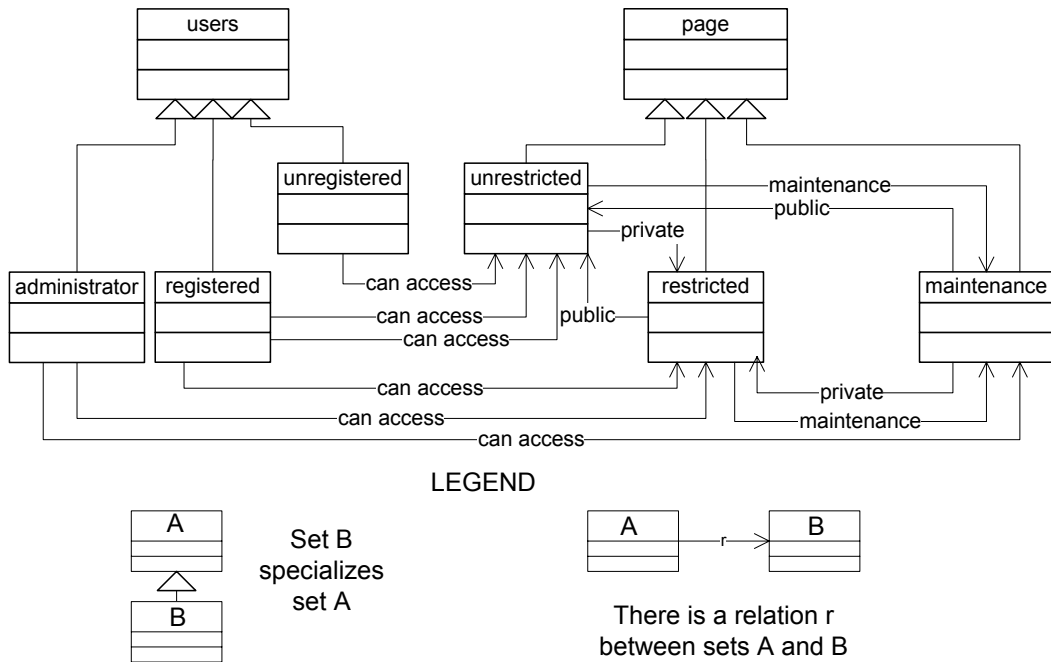 users
page
unregistered
unrestricted
maintenance
public
private
administrator
registered
can access
restricted
maintenance
can access
public
can access
can access
private
can access
maintenance
can access
LEGEND
A
B
Set B
specializes
set A
A
r
B
There is a relation r
between sets A and B